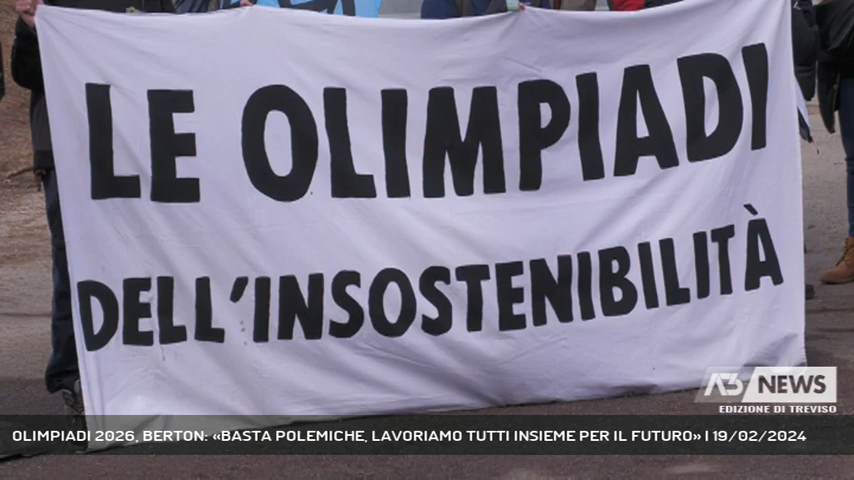 LE OLIMPIADI
DELL'INSOSTENIBILITÀ
A3 NEWS
EDIZIONE DI TREVISO
OLIMPIADI 2026, BERTON: «BASTA POLEMICHE, LAVORIAMO TUTTI INSIEME PER IL FUTURO» | 19/02/2024